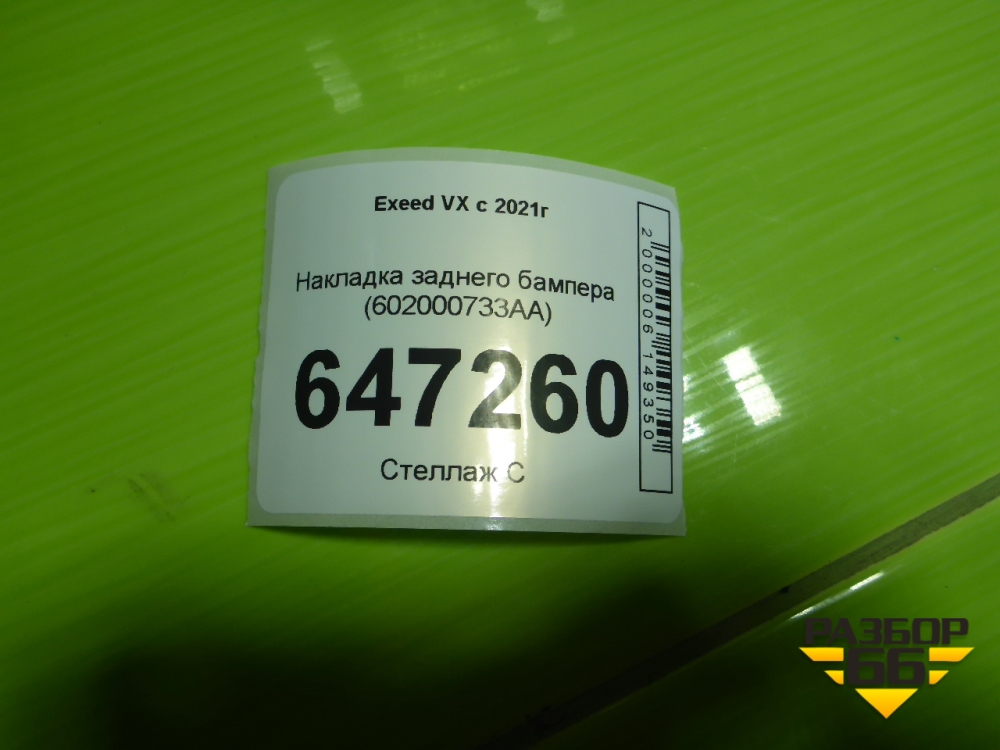 Exeed VX с 2021г
Накладка заднего бампера
(602000733AA)
647260
Стеллаж С
2000006149350
РАЗБОР
66